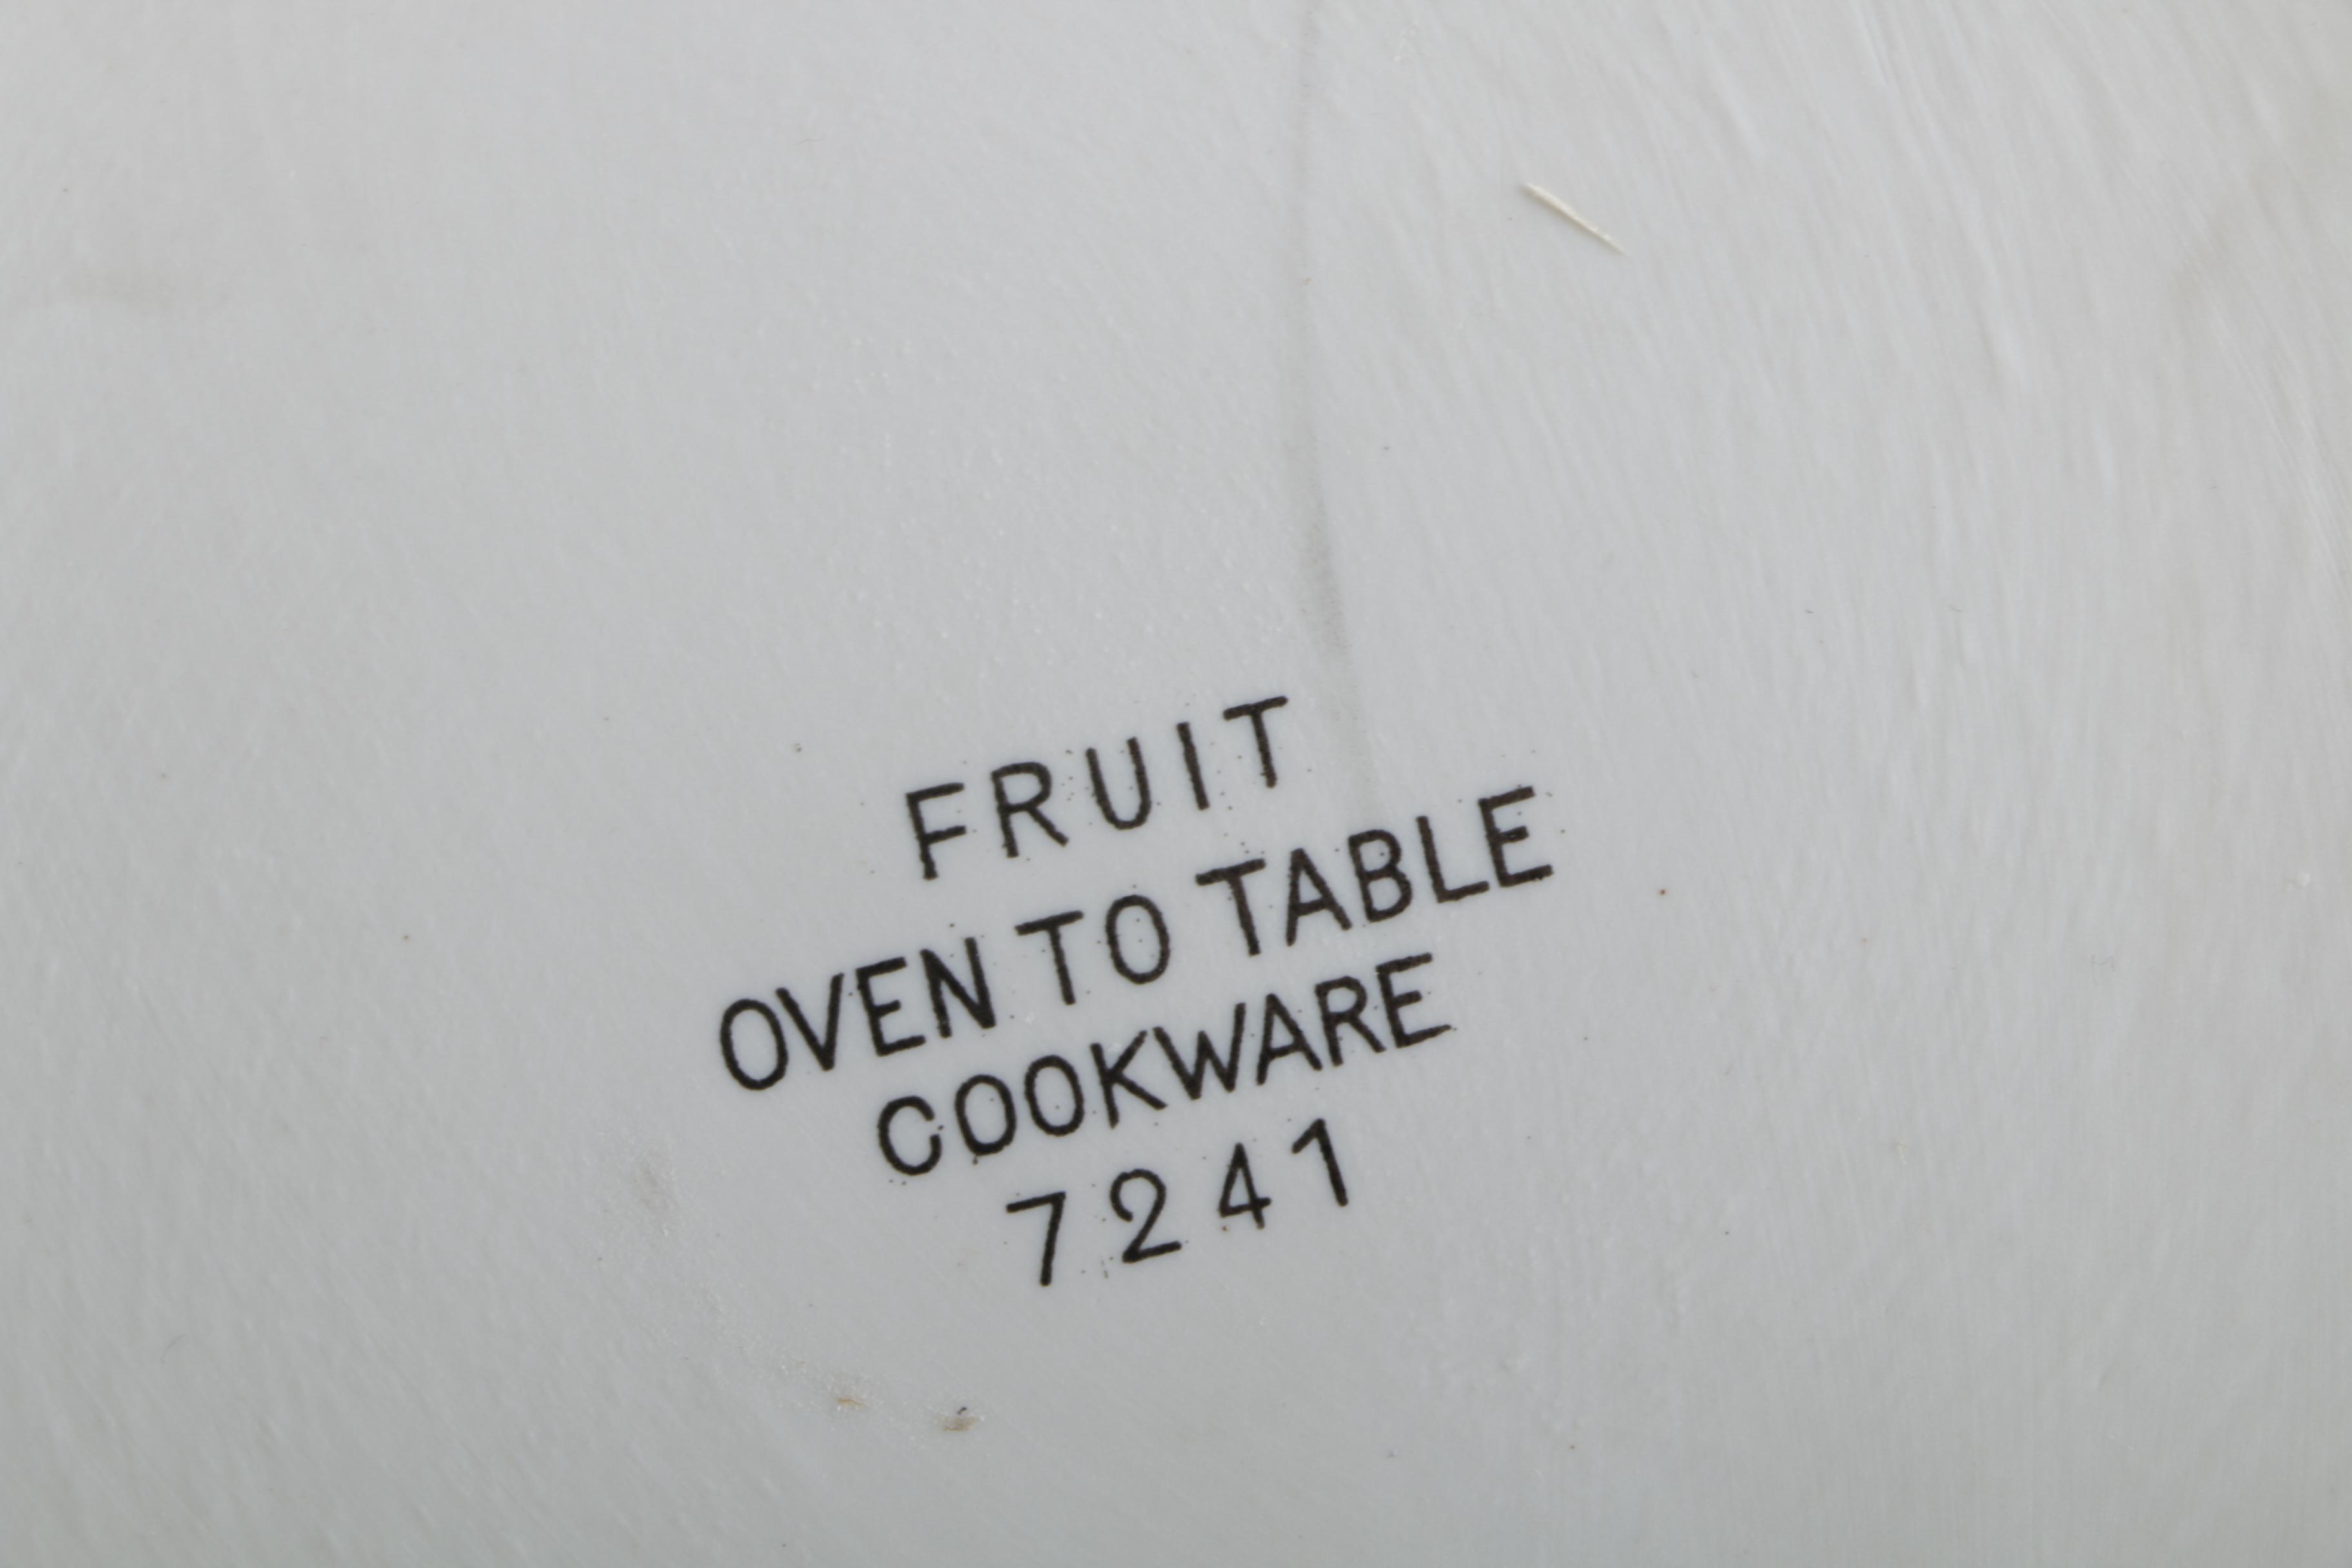 FRUIT
OVEN TO TABLE
COOKWARE
7241